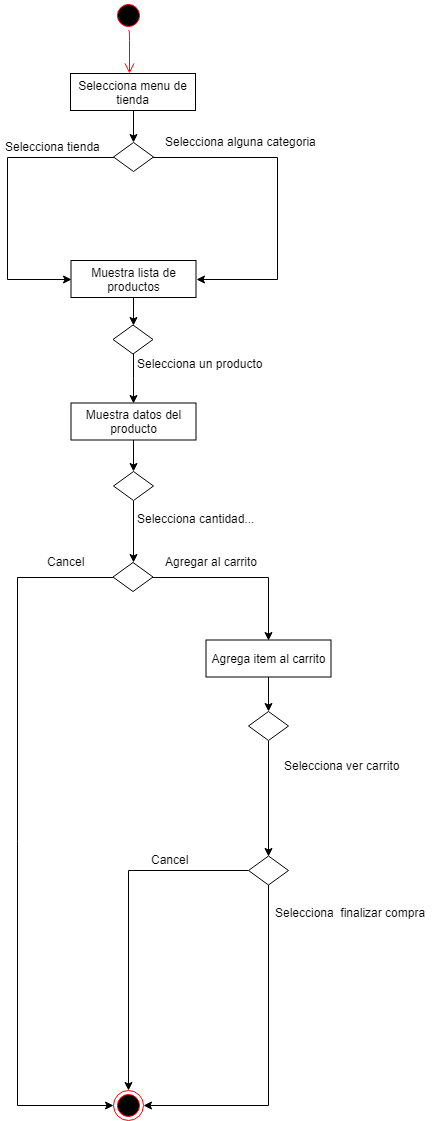 Selecciona menu de
tienda
Selecciona tienda
Selecciona alguna categoria
Muestra lista de
productos
Selecciona un producto
Muestra datos del
producto
Selecciona cantidad...
Cancel
Agregar al carrito
Agrega item al carrito
Selecciona ver carrito
Cancel
Selecciona  finalizar compra